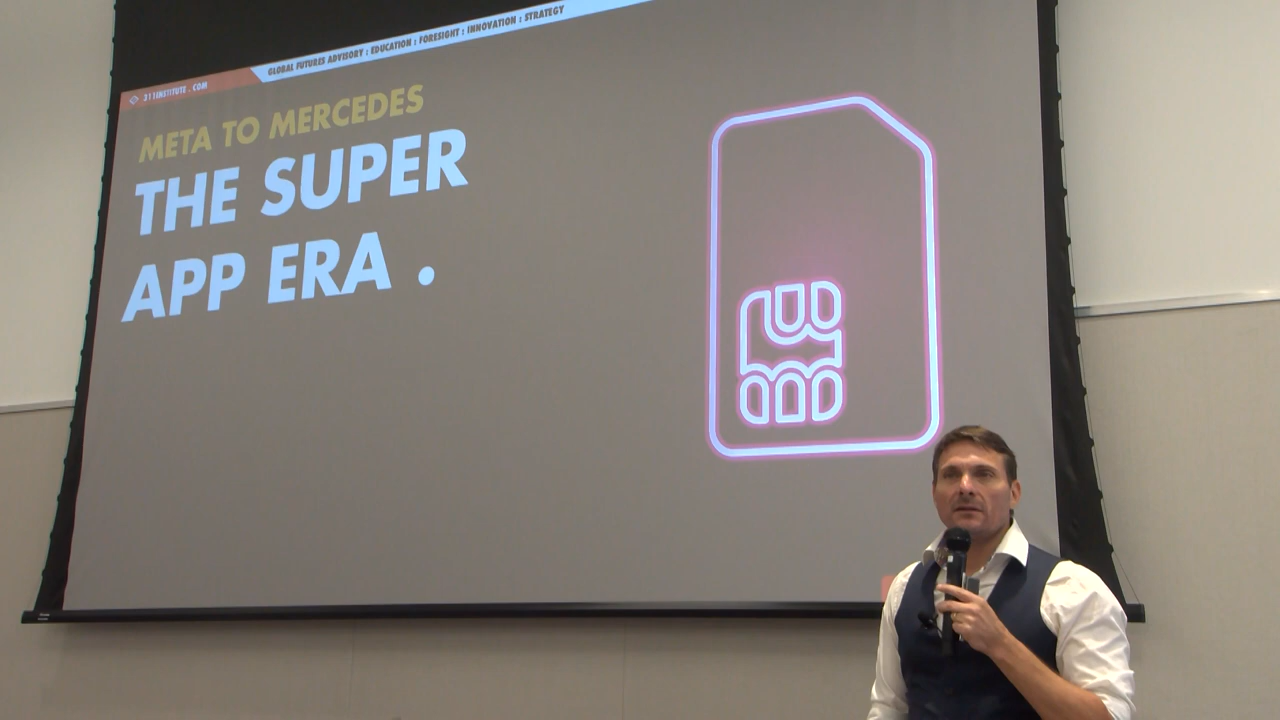 311INSTITUTE . COM
GLOBAL FUTURES ADVISORY : EDUCATION : FORESIGHT : INNOVATION : STRATEGY
META TO MERCEDES
THE SUPER
APP ERA .